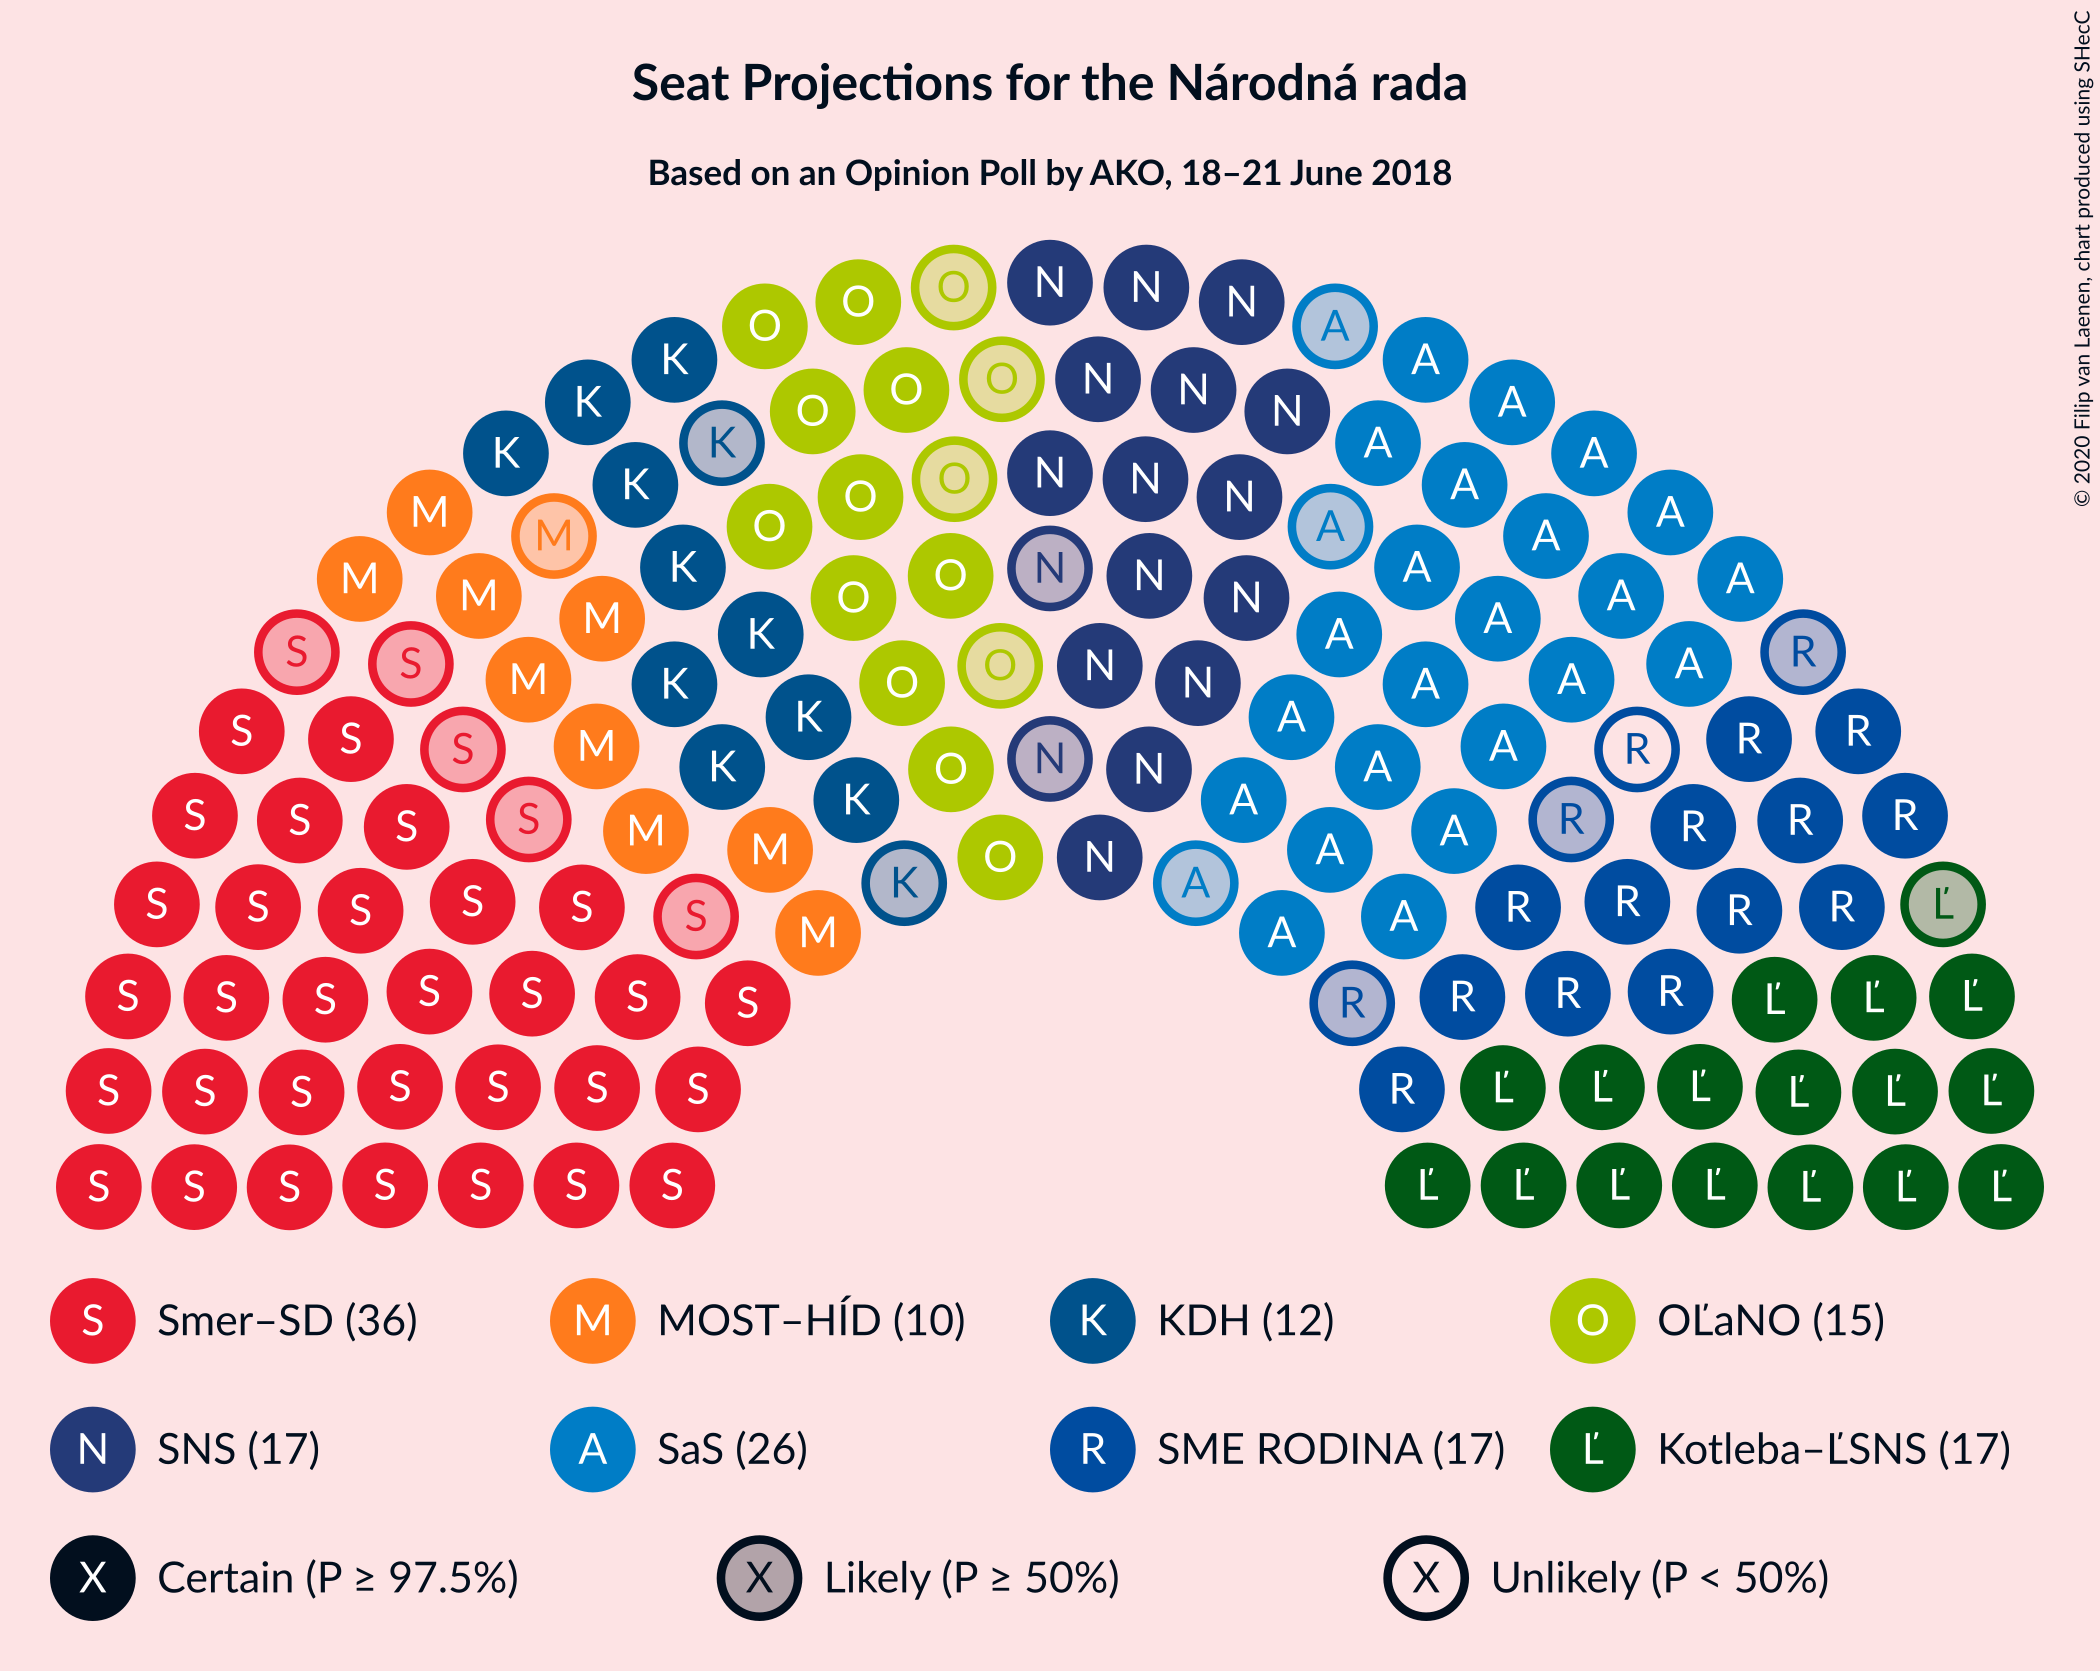 Seat Projections for the Národná rada
Based on an Opinion Poll by AKO, 18–21 June 2018
© 2020 Filip van Laenen, chart produced using SHecC
N N N
O O O A
K K N N N A
K O O O N A
K K O N N N A A
M K O O A A A
M M K O O N N N A A A
M M K O A A A
S S M K O O N N A A A R
S S S M K K A A A R R R
S S S S M M K O N N A A A A R R R R R
S S S S S S M M K O N A A A A R R R R Ľ
S S S S S S S R R R R Ľ Ľ Ľ
S S S S S S S R Ľ Ľ Ľ Ľ Ľ Ľ
S S S S S S S Ľ Ľ Ľ Ľ Ľ Ľ Ľ
S Smer–SD (36) M MOST–HÍD (10) K KDH (12) O OĽaNO (15)
N SNS (17) A SaS (26) R SME RODINA (17) Ľ Kotleba–ĽSNS (17)
X Certain (P ≥ 97.5%) X Likely (P ≥ 50%) X Unlikely (P < 50%)